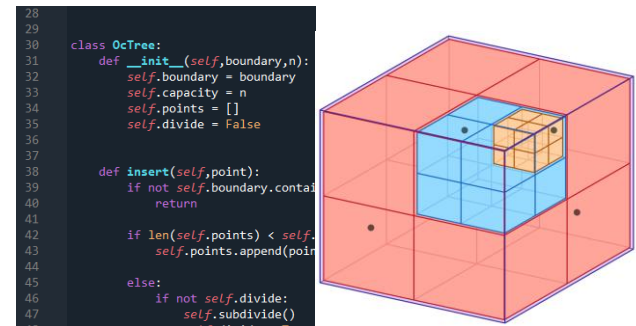 28
29
30 class OcTree:
31 def __init__(self,boundary,n):
32 self.boundary = boundary
33 self.capacity = n
34 self.points = []
35 self.divide = False
36
37
38 def insert(self,point):
39 if not self.boundary.contai
40 return
41
42 if len(self.points) < self.
43 self.points.append(poin
44
45 else:
46 if not self.divide:
47 self.subdivide()